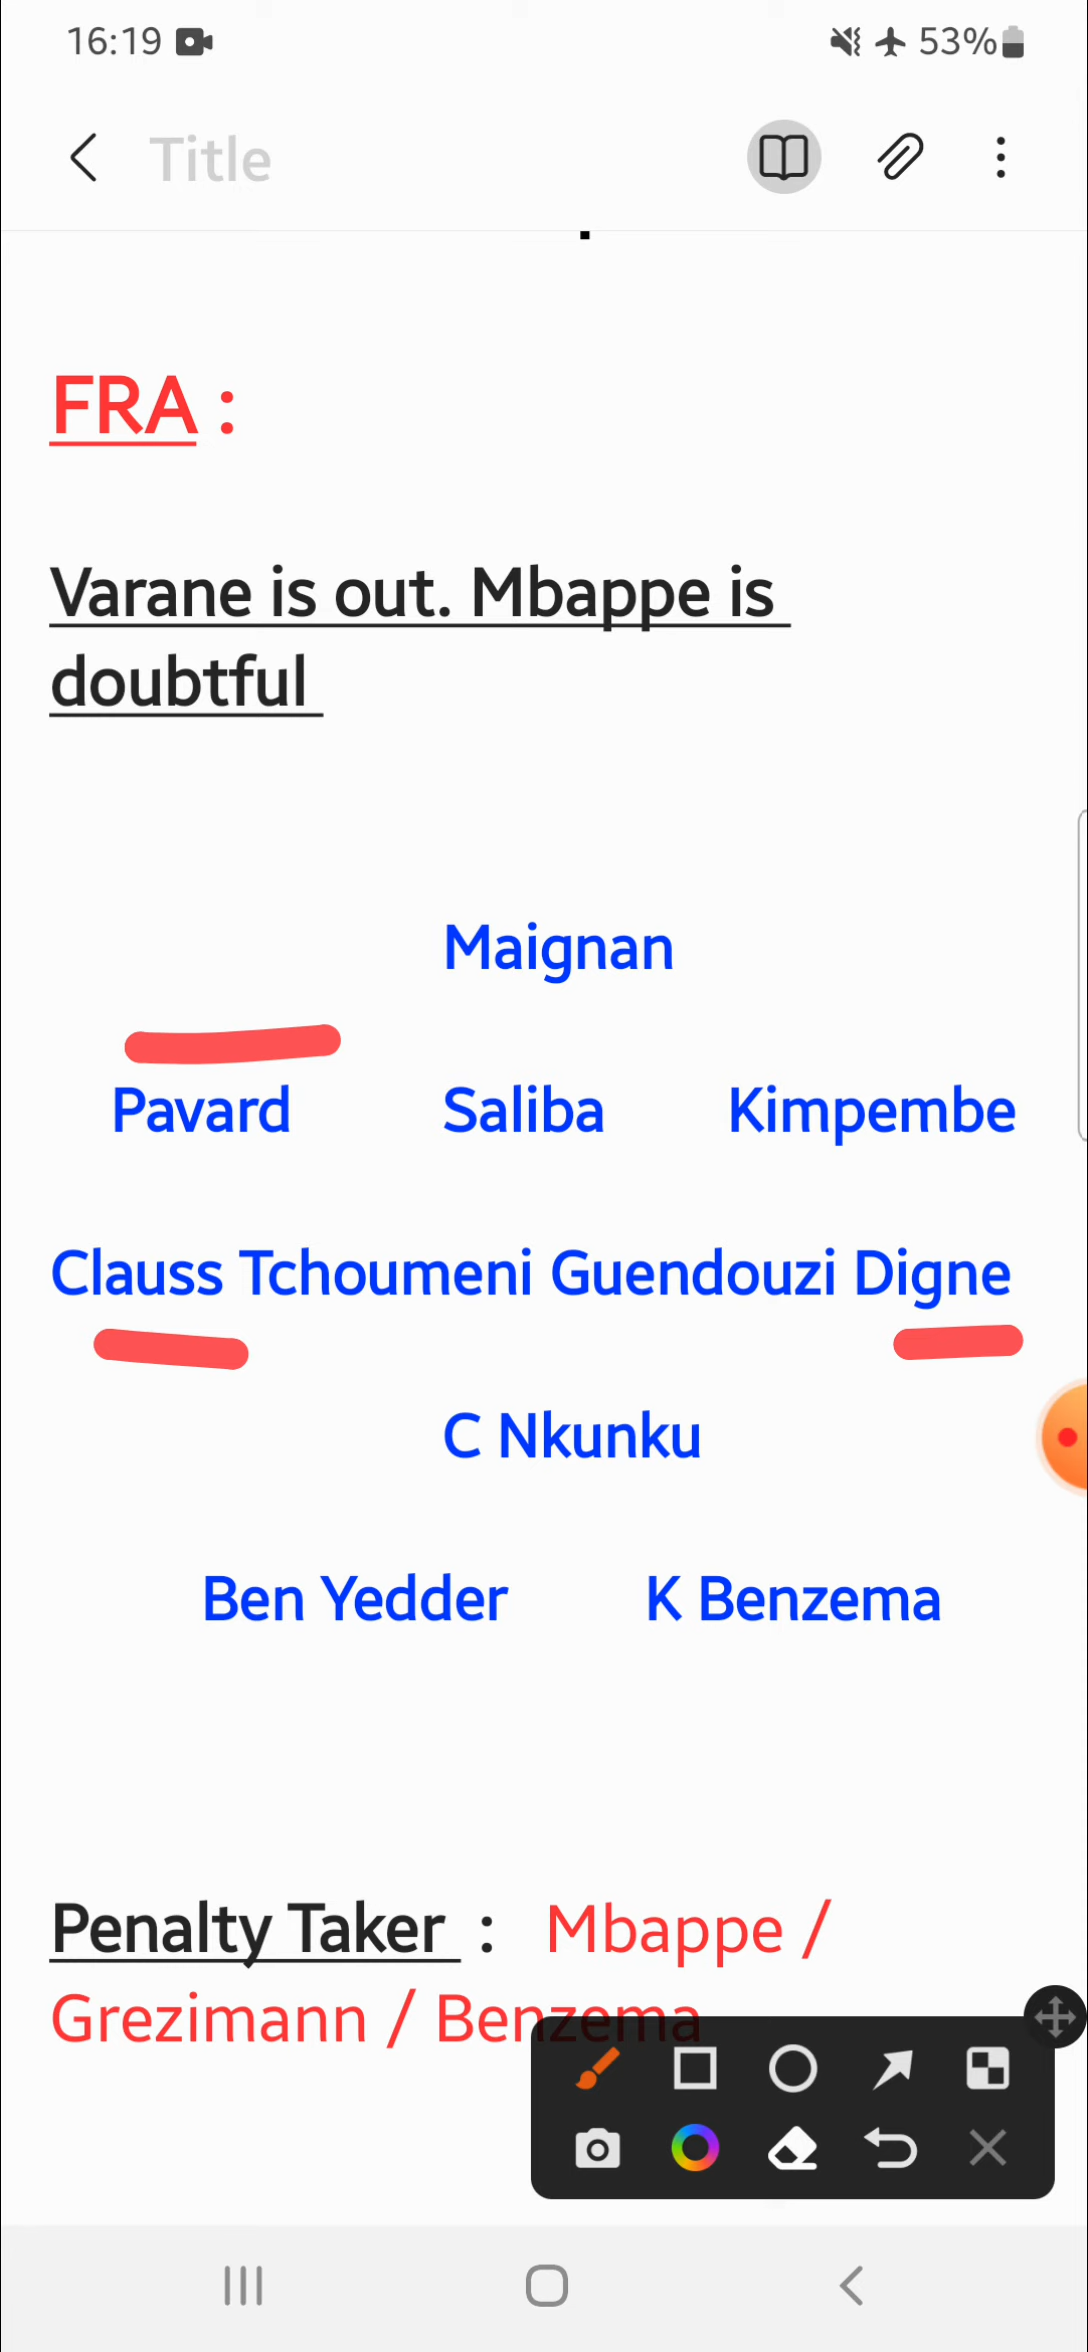 16:19 53%
Title
FRA :
Varane is out. Mbappe is
doubtful
Maignan
Pavard Saliba Kimpembe
Clauss Tchoumeni Guendouzi Digne
C Nkunku
Ben Yedder K Benzema
Penalty Taker : Mbappe /
Grezimann / Benzema